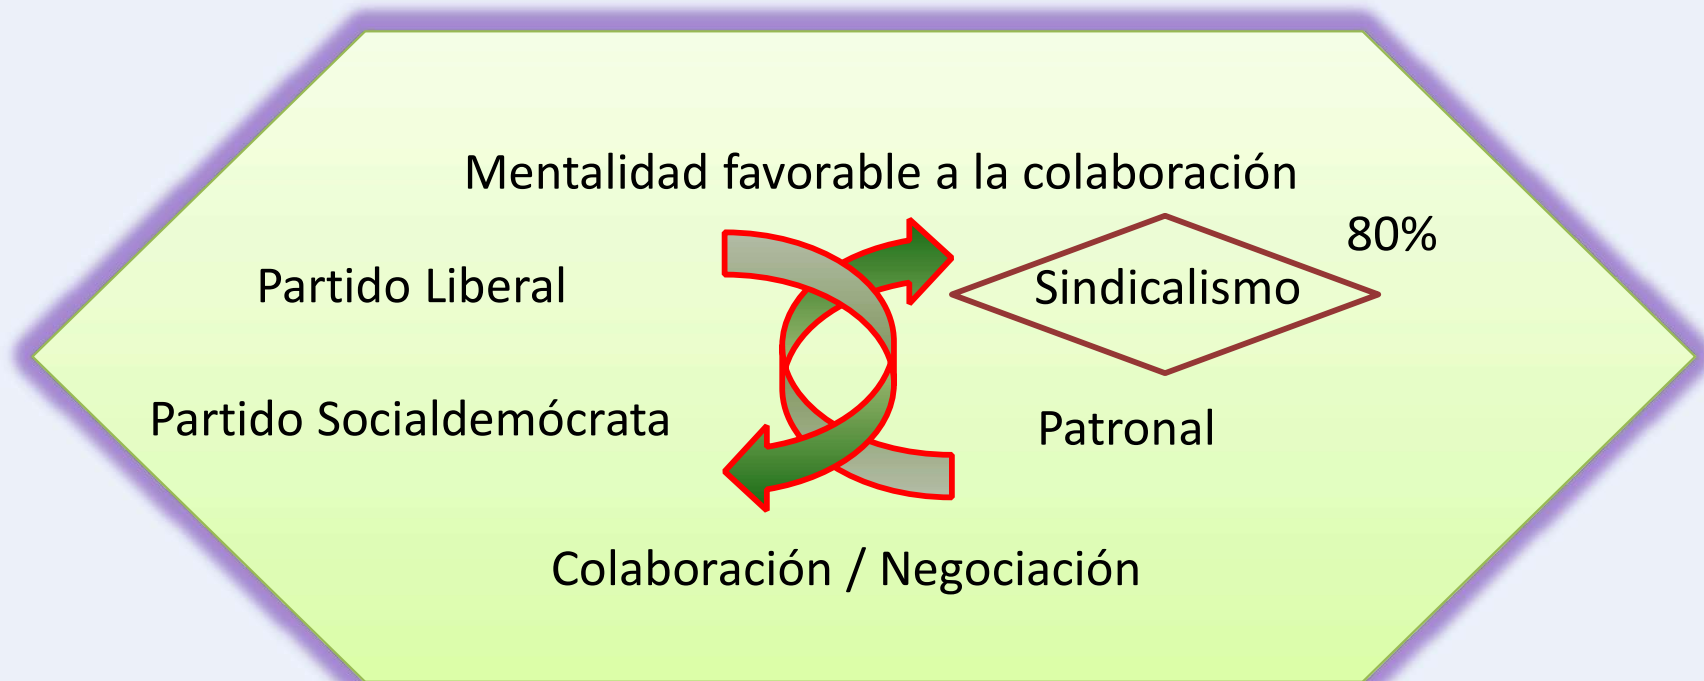 Mentalidad favorable a la colaboración
80%
Partido Liberal
Sindicalismo
Partido Socialdemócrata
Patronal
Colaboración / Negociación